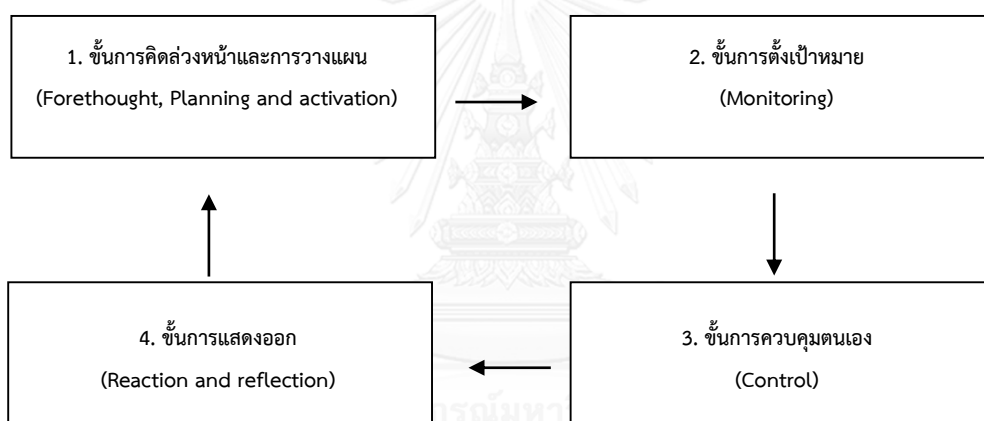 1. ขั้นการคิดล่วงหน้าและการวางแผน
(Forethought, Planning and activation)
2. ขั้นการตั้งเป้าหมาย
(Monitoring)
4. ขั้นการแสดงออก
(Reaction and reflection)
3. ขั้นการควบคุมตนเอง
(Control)